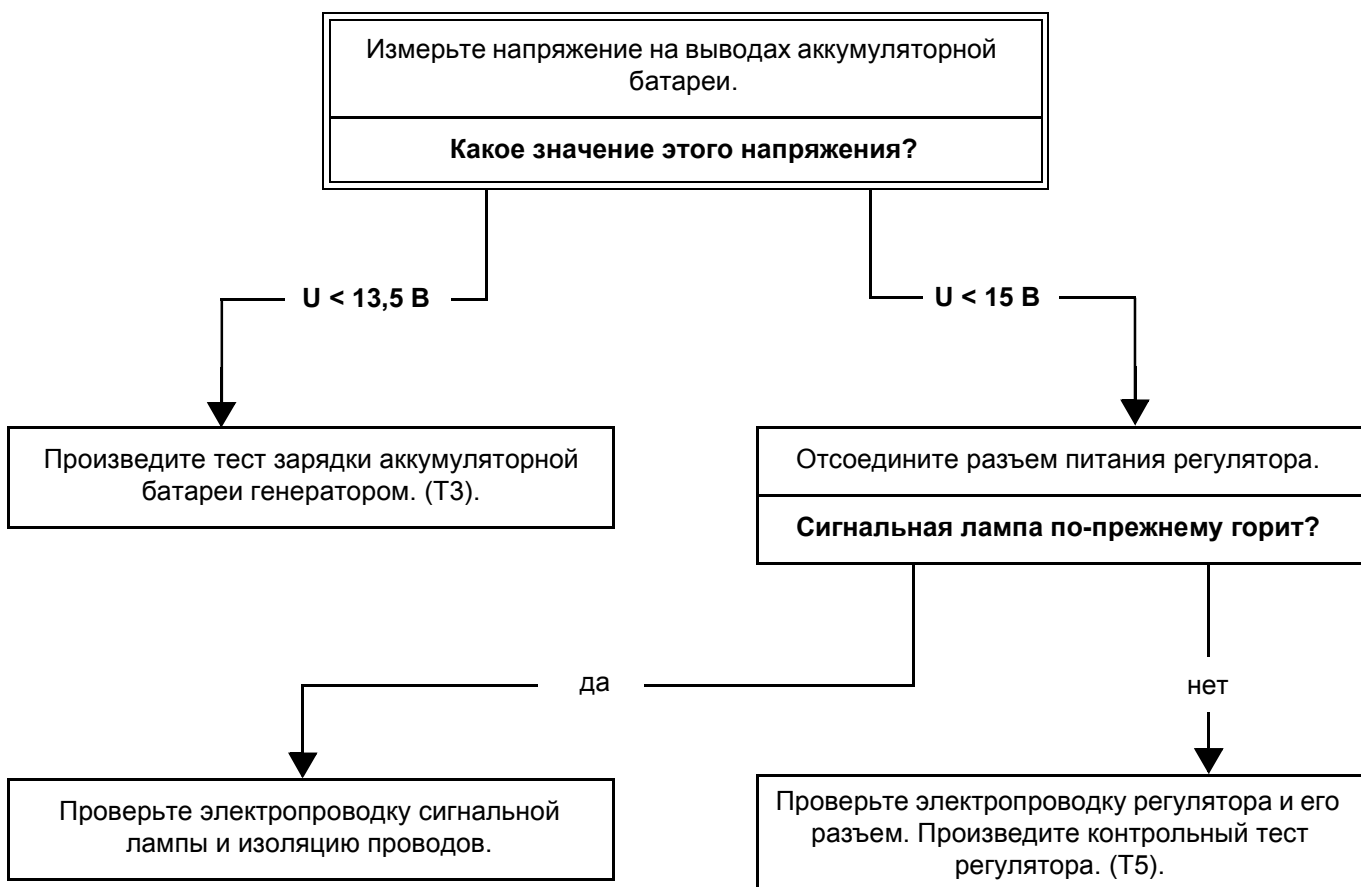 Измерьте напряжение на выводах аккумуляторной
батареи.
Какое значение этого напряжения?
U < 13,5 В
U < 15 В
Произведите тест зарядки аккумуляторной
батареи генератором. (Т3).
Отсоедините разъем питания регулятора.
Сигнальная лампа по-прежнему горит?
да
нет
Проверьте электропроводку сигнальной
лампы и изоляцию проводов.
Проверьте электропроводку регулятора и его
разъем. Произведите контрольный тест
регулятора. (Т5).